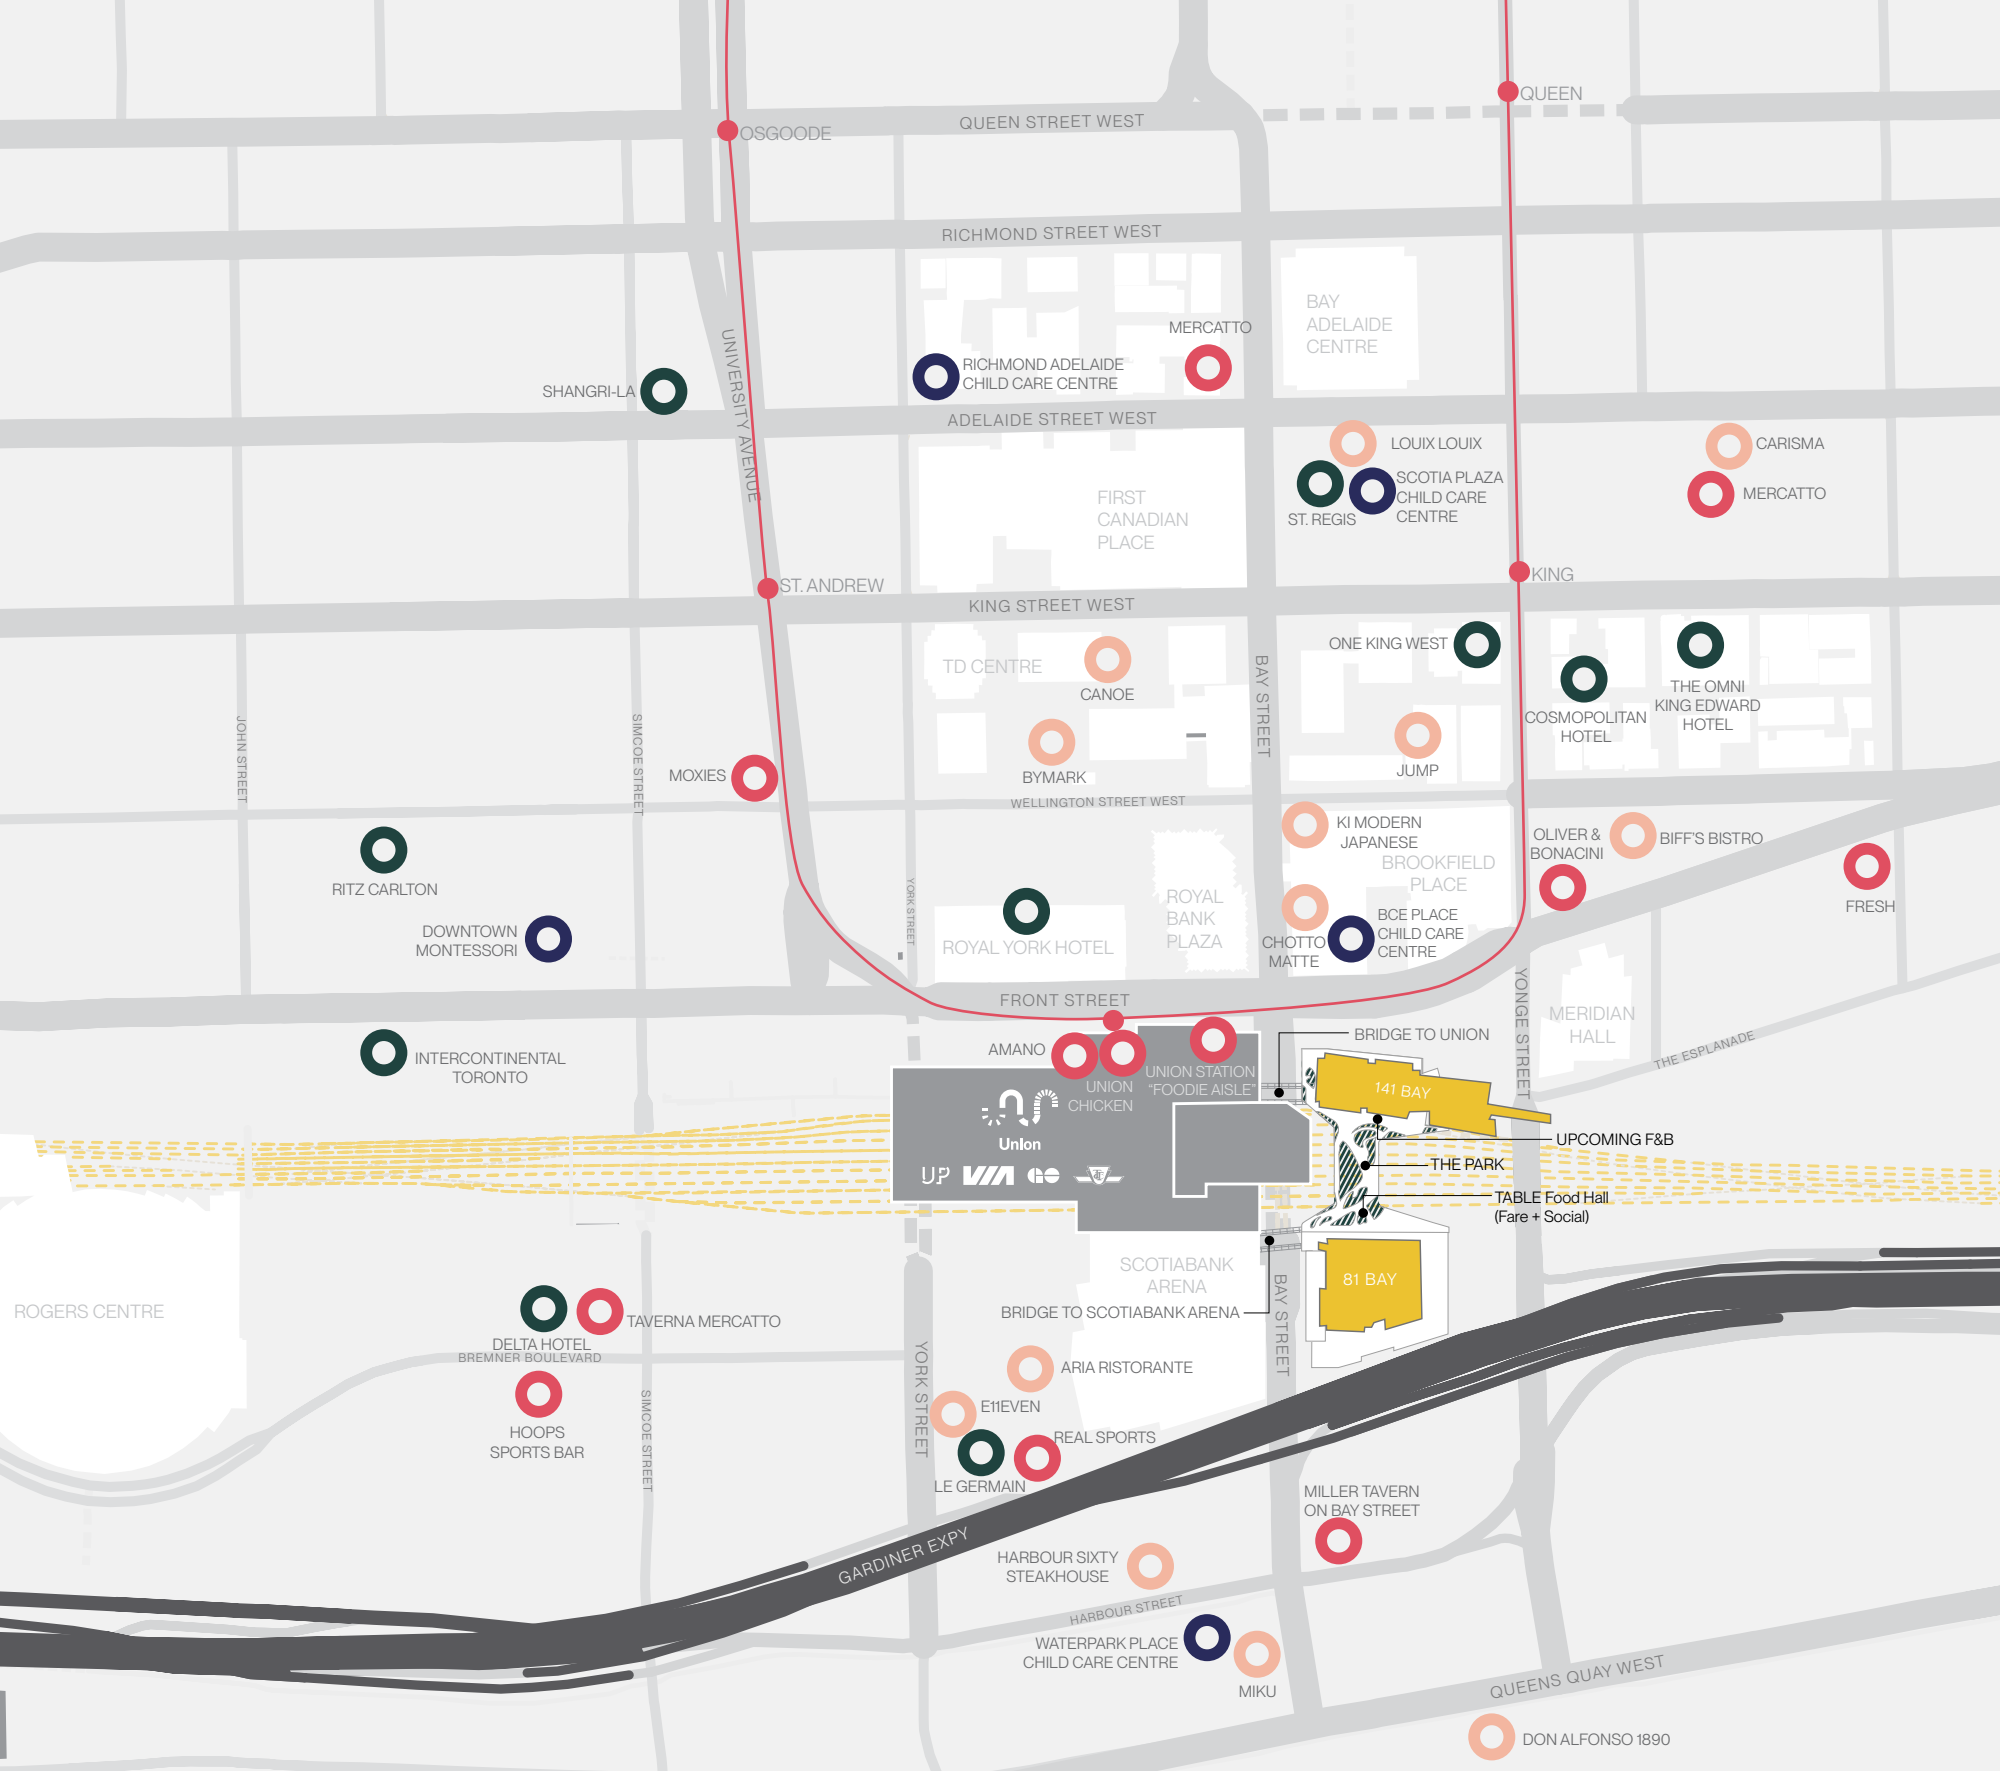 QUEEN
QUEEN STREET WEST
OSGOODE
RICHMOND STREET WEST
BAY
ADELAIDE
CENTRE
MERCATTO
UNIVERSITY AVENUE
SHANGRI-LA
RICHMOND ADELAIDE
CHILD CARE CENTRE
ADELAIDE STREET WEST
LOUIX LOUIX
CARISMA
SCOTIA PLAZA
CHILD CARE
CENTRE
ST. REGIS
MERCATTO
FIRST
CANADIAN
PLACE
ST. ANDREW
KING
KING STREET WEST
TD CENTRE
CANOE
ONE KING WEST
BAY STREET
COSMOPOLITAN
HOTEL
THE OMNI
KING EDWARD
HOTEL
JOHN STREET
SIMCOE STREET
MOXIES
BYMARK
JUMP
WELLINGTON STREET WEST
KI MODERN
JAPANESE
BROOKFIELD
PLACE
OLIVER &
BONACINI
BIFF'S BISTRO
FRESH
RITZ CARLTON
YORK STREET
ROYAL
BANK
PLAZA
DOWNTOWN
MONTESSORI
ROYAL YORK HOTEL
CHOTTO
MATTE
BCE PLACE
CHILD CARE
CENTRE
FRONT STREET
YONGE STREET
MERIDIAN
HALL
THE ESPLANADE
INTERCONTINENTAL
TORONTO
AMANO
UNION
CHICKEN
UNION STATION
"FOODIE AISLE"
BRIDGE TO UNION
141 BAY
Union
UP VIA GO TTC
UPCOMING F&B
THE PARK
TABLE Food Hall
(Fare + Social)
81 BAY
SCOTIABANK
ARENA
BRIDGE TO SCOTIABANK ARENA
BAY STREET
ROGERS CENTRE
DELTA HOTEL
TAVERNA MERCATTO
BREMNER BOULEVARD
HOOPS
SPORTS BAR
SIMCOE STREET
YORK STREET
ARIA RISTORANTE
E11EVEN
REAL SPORTS
LE GERMAIN
GARDINER EXPY
MILLER TAVERN
ON BAY STREET
HARBOUR SIXTY
STEAKHOUSE
HARBOUR STREET
WATERPARK PLACE
CHILD CARE CENTRE
MIKU
QUEENS QUAY WEST
DON ALFONSO 1890